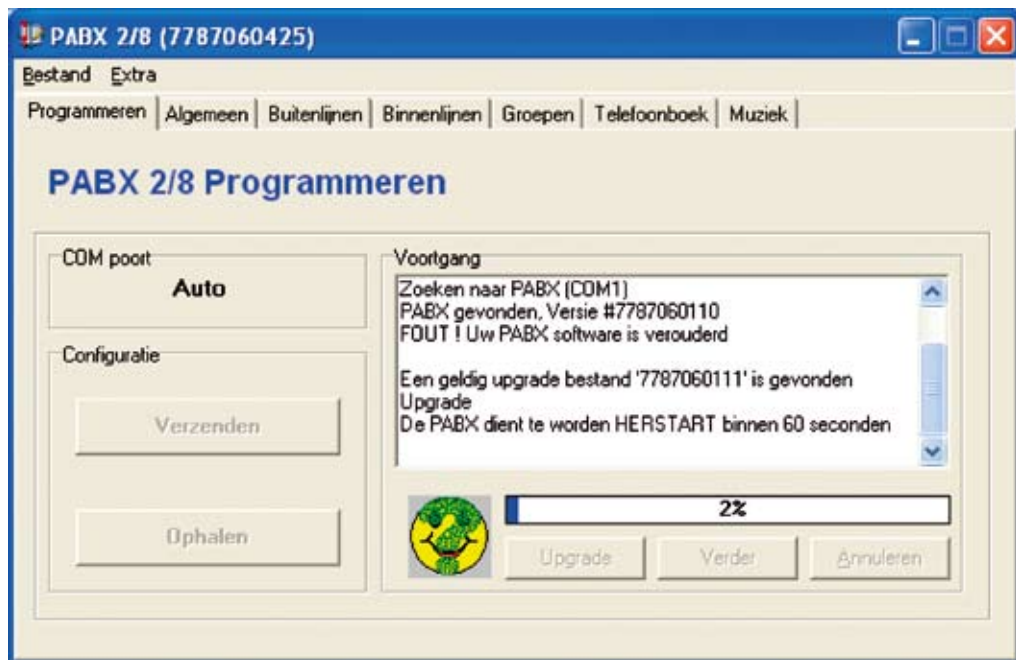 PABX 2/8 (7787060425)
Bestand Extra
Programmeren Algemeen Buitenlijnen Binnenlijnen Groepen Telefoonboek Muziek
PABX 2/8 Programmeren
COM poort
Auto
Configuratie
Verzenden
Ophalen
Voortgang
Zoeken naar PABX (COM1)
PABX gevonden, Versie #7787060110
FOUT ! Uw PABX software is verouderd
Een geldig upgrade bestand '7787060111' is gevonden
Upgrade
De PABX dient te worden HERSTART binnen 60 seconden
2%
Upgrade Verder Annuleren